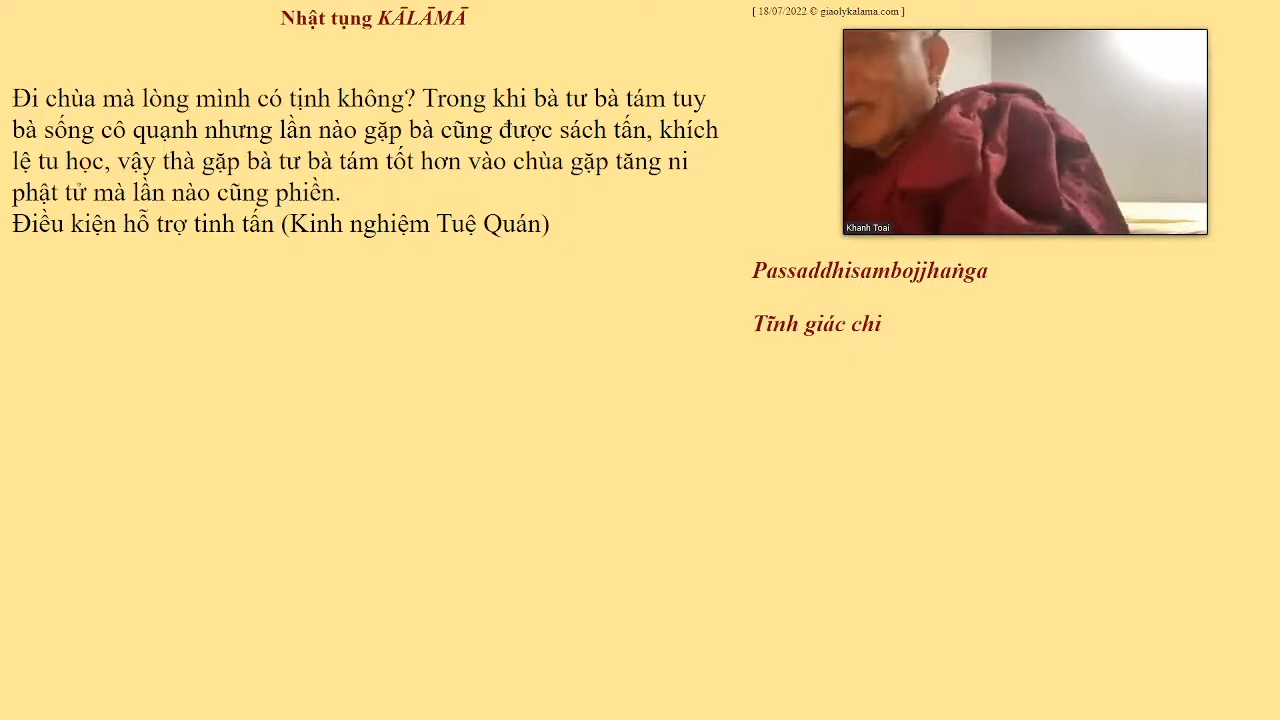 Nhật tụng KĀLĀMĀ
[ 18/07/2022 © giaolykalama.com ]
Đi chùa mà lòng mình có tịnh không? Trong khi bà tư bà tám tuy
bà sống cô quạnh nhưng lần nào gặp bà cũng được sách tấn, khích
lệ tu học, vậy thà gặp bà tư bà tám tốt hơn vào chùa gặp tăng ni
phật tử mà lần nào cũng phiền.
Điều kiện hỗ trợ tinh tấn (Kinh nghiệm Tuệ Quán)
Khanh Toai
Passaddhisambojjhaṅga
Tĩnh giác chi